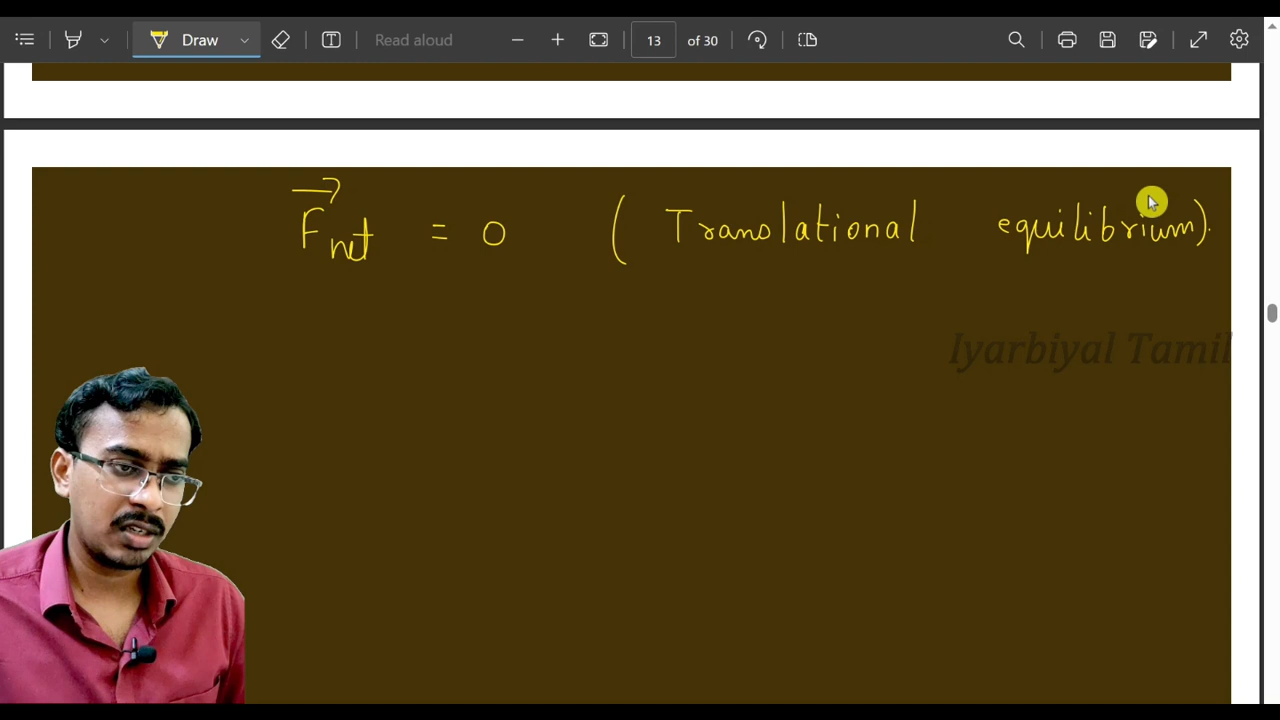 Draw Read aloud 13 of 30
F⃗net = 0 ( Translational equilibrium).
Iyarbiyal Tamil